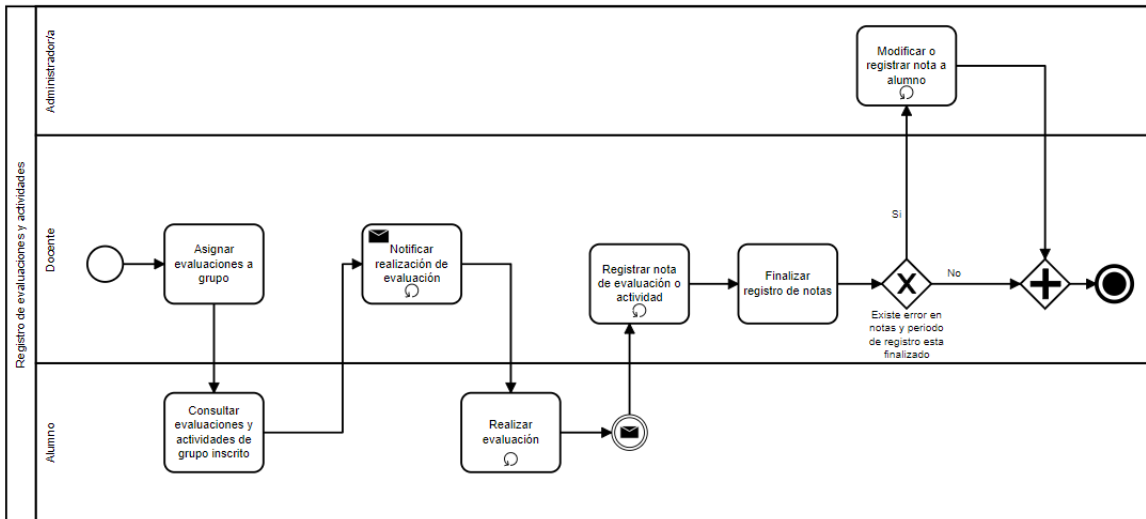 Registro de evaluaciones y actividades
Administrador/a
Modificar o
registrar nota a
alumno
Docente
Asignar
evaluaciones a
grupo
Notificar
realización de
evaluación
Registrar nota
de evaluación o
actividad
Finalizar
registro de notas
Si
No
Existe error en
notas y periodo
de registro esta
finalizado
Alumno
Consultar
evaluaciones y
actividades de
grupo inscrito
Realizar
evaluación